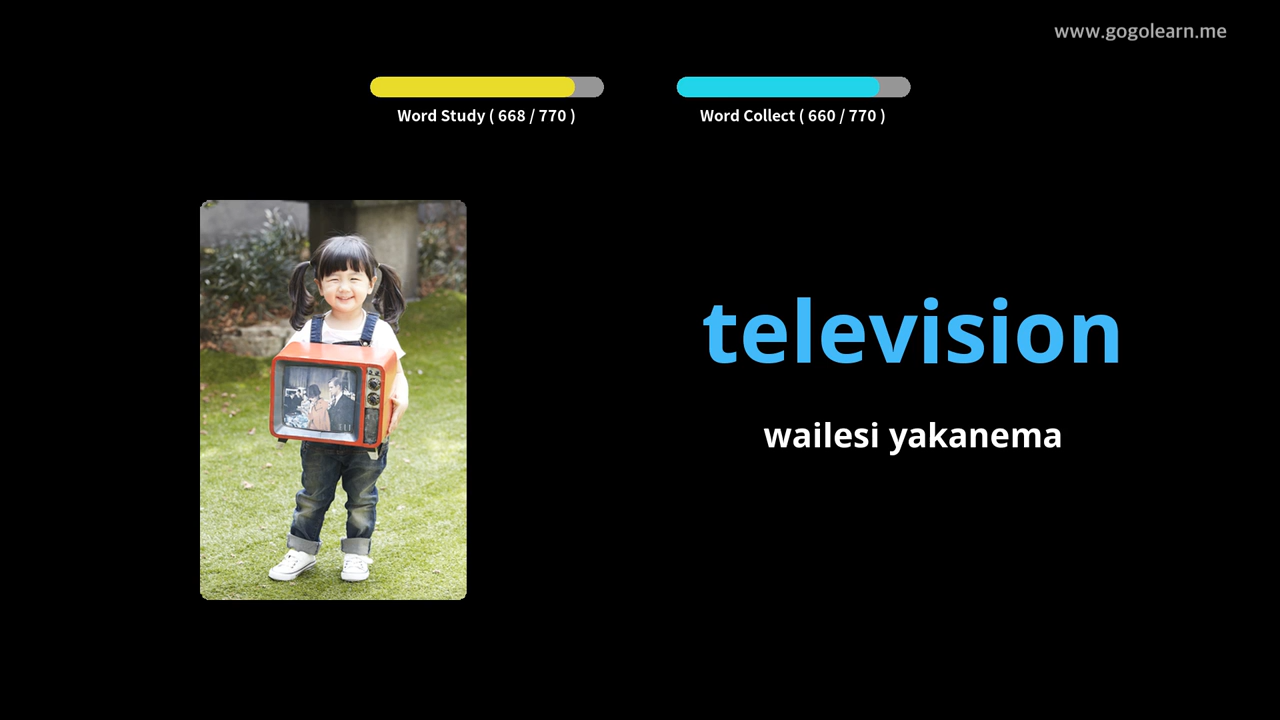 www.gogolearn.me
Word Study ( 668 / 770 )
Word Collect ( 660 / 770 )
television
wailesi yakanema